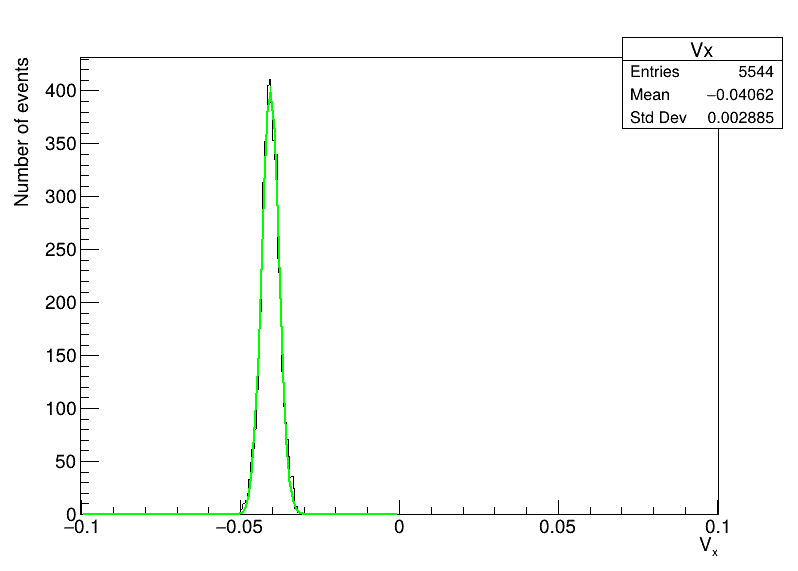 Vx
Entries 5544
Mean −0.04062
Std Dev 0.002885
Number of events
400
350
300
250
200
150
100
50
0
−0.1 −0.05 0 0.05 0.1
Vx